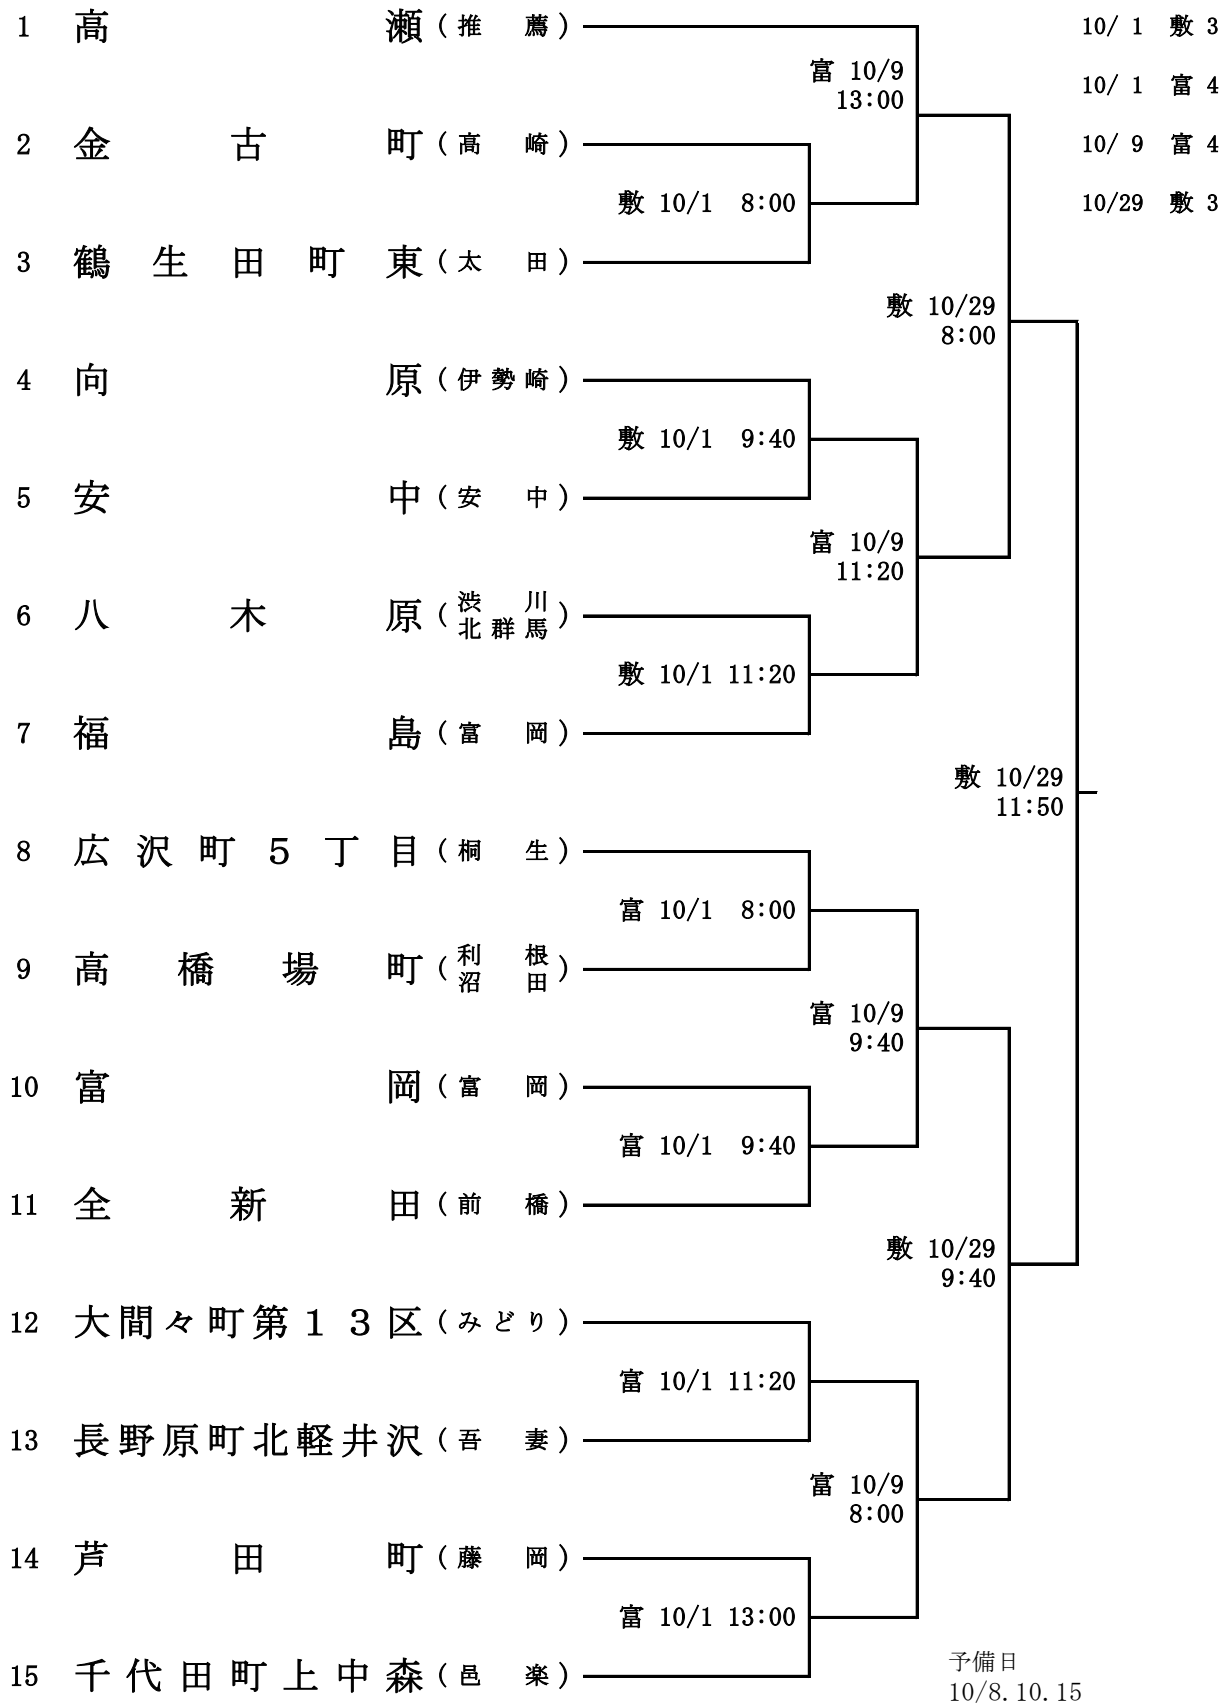 1 高瀬(推薦)
10/ 1 敷 3
富 10/9
13:00
10/ 1 富 4
2 金古町(高崎)
10/ 9 富 4
敷 10/1 8:00
10/29 敷 3
3 鶴生田町東(太田)
敷 10/29
8:00
4 向原(伊勢崎)
敷 10/1 9:40
5 安中(安中)
富 10/9
11:20
6 八木原(渋川北群馬)
敷 10/1 11:20
7 福島(富岡)
敷 10/29
11:50
8 広沢町5丁目(桐生)
富 10/1 8:00
9 高橋場町(利根沼田)
富 10/9
9:40
10 富岡(富岡)
富 10/1 9:40
11 全新田(前橋)
敷 10/29
9:40
12 大間々町第13区(みどり)
富 10/1 11:20
13 長野原町北軽井沢(吾妻)
富 10/9
8:00
14 芦田町(藤岡)
富 10/1 13:00
15 千代田町上中森(邑楽)
予備日
10/8.10.15